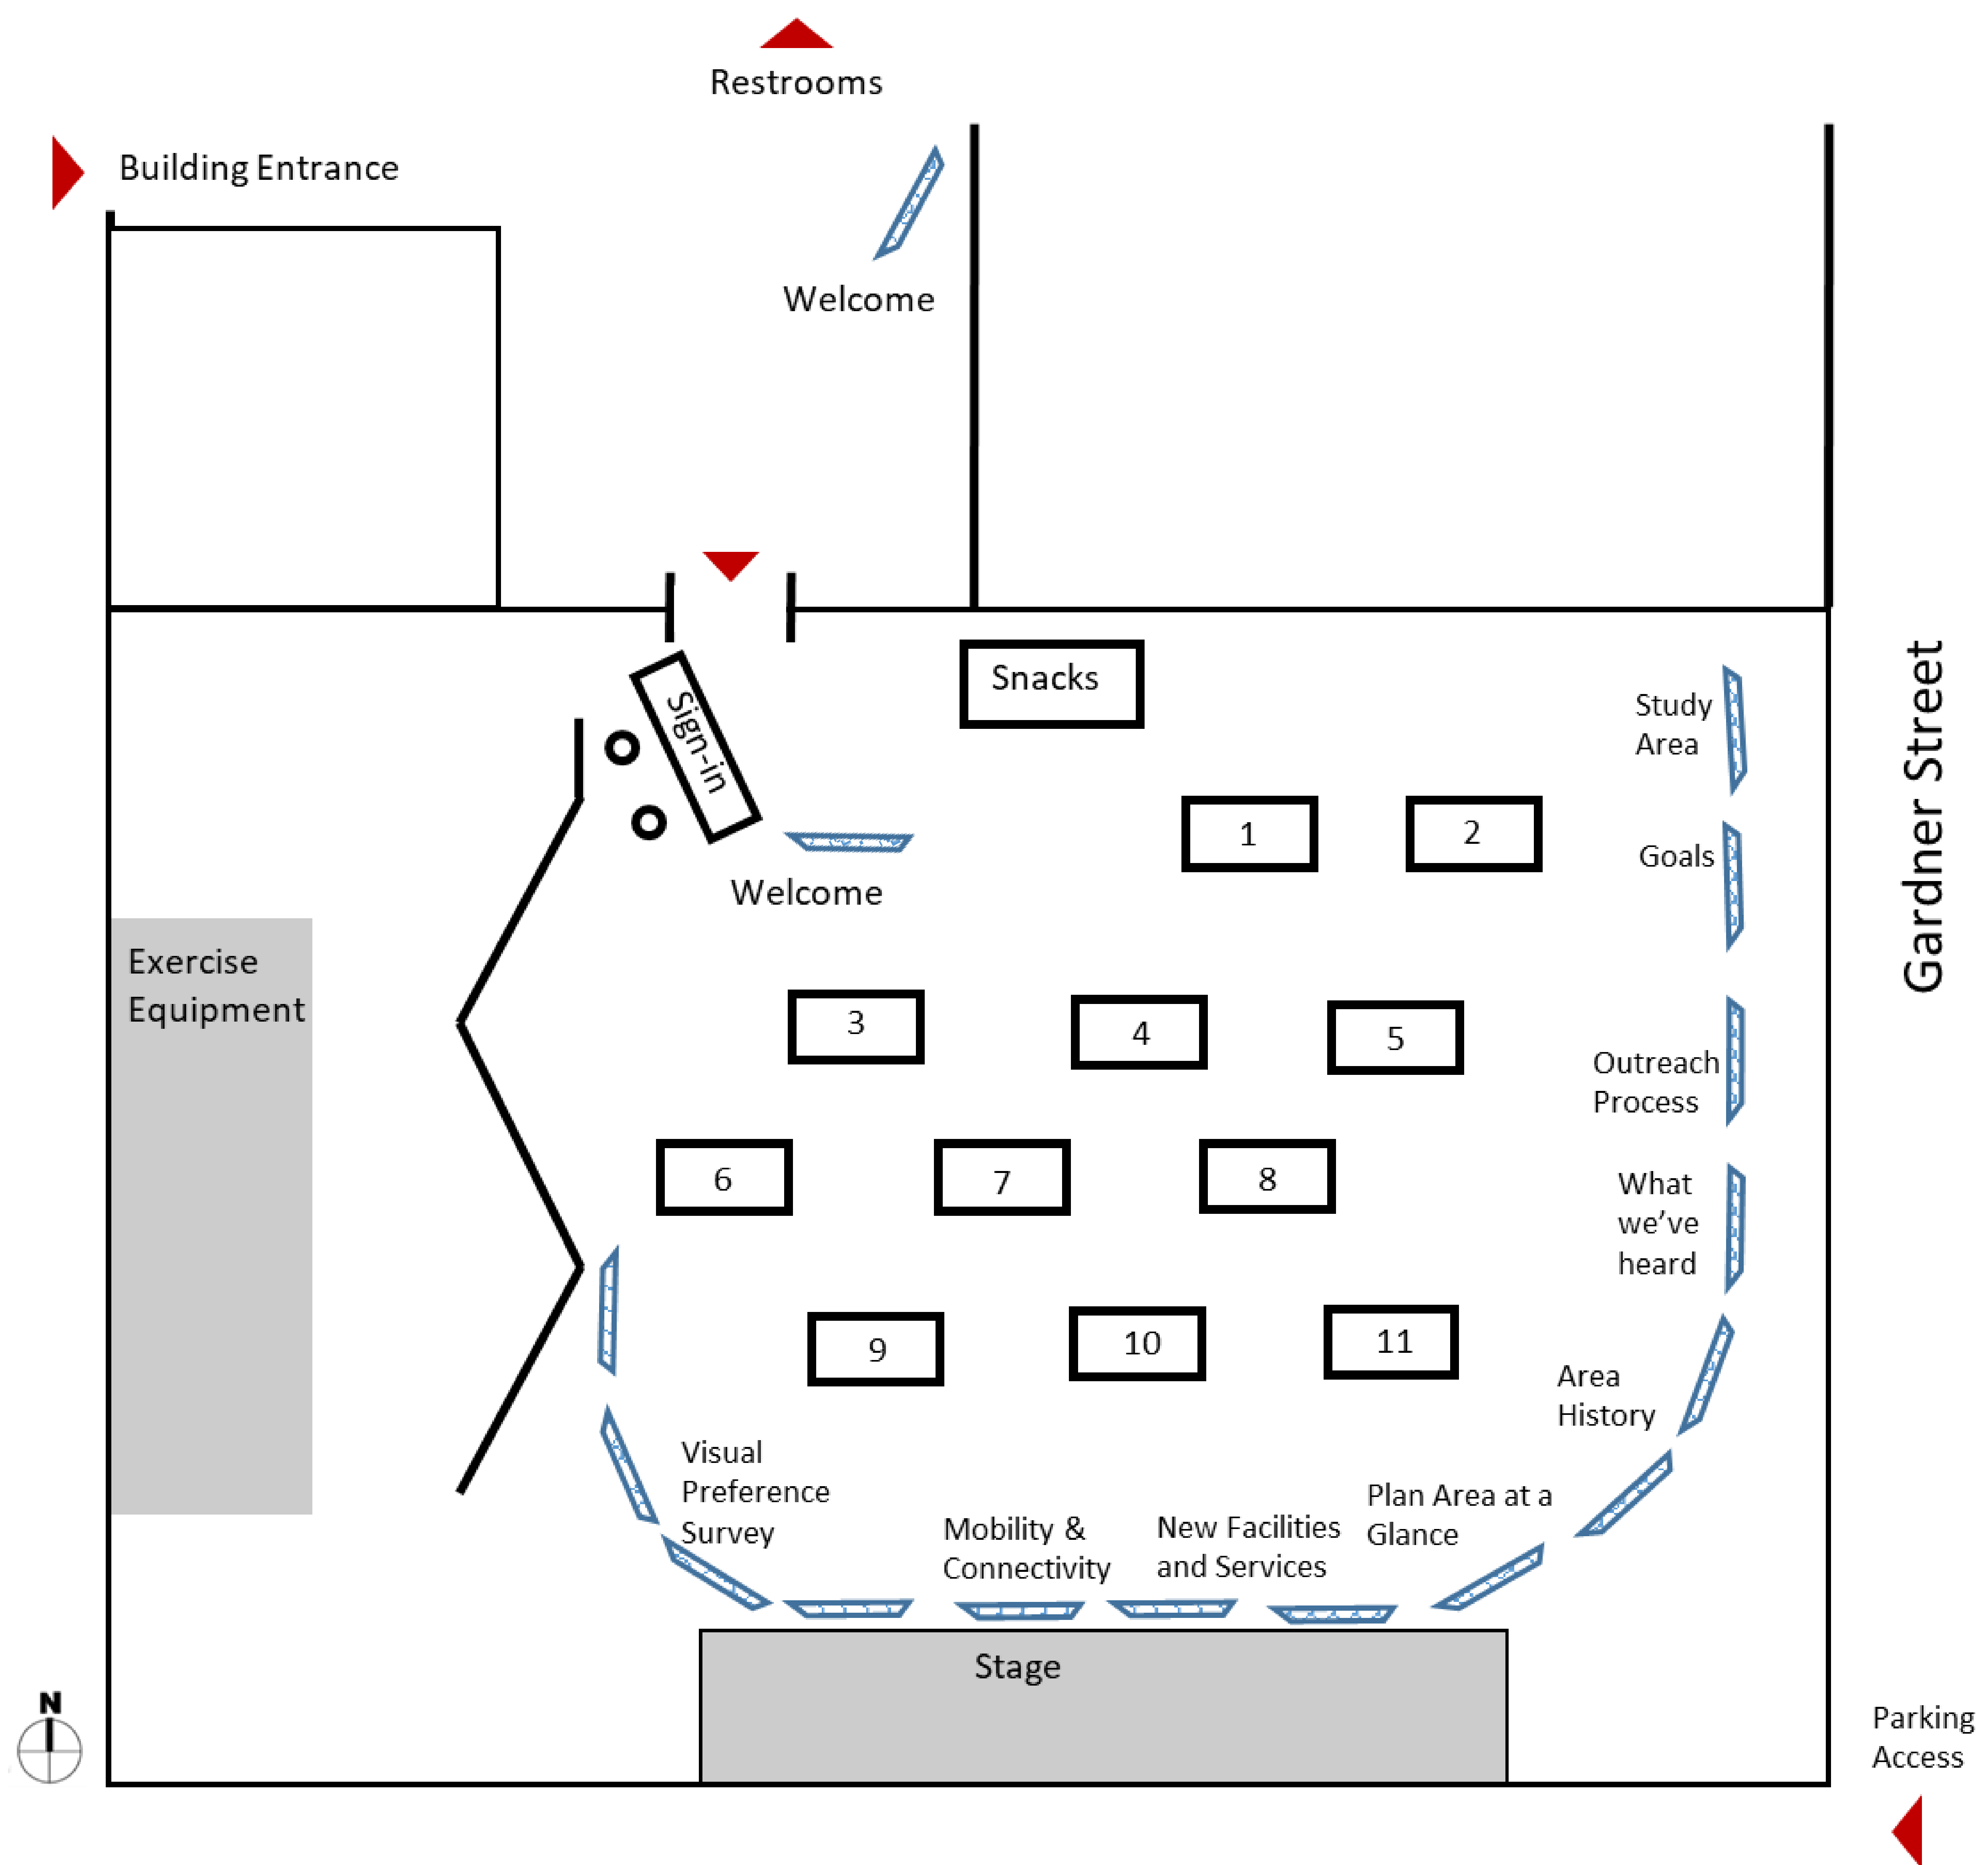 Restrooms
Building Entrance
Welcome
Snacks
Sign-in
Study
Area
Gardner Street
1
2
Goals
Welcome
Exercise
Equipment
3
4
5
Outreach
Process
6
7
8
What
we’ve
heard
9
10
11
Area
History
Visual
Preference
Survey
Plan Area at a
Glance
Mobility &
Connectivity
New Facilities
and Services
Stage
N
Parking
Access